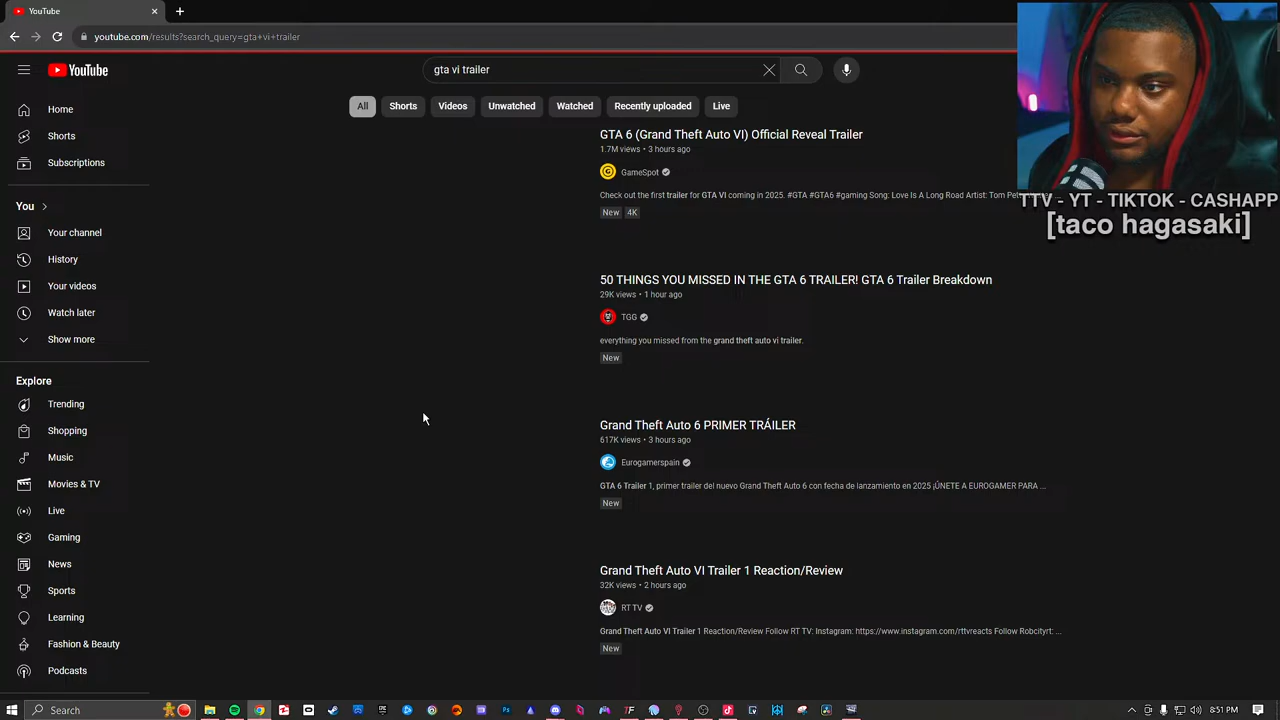 YouTube
youtube.com/results?search_query=gta+vi+trailer
YouTube
gta vi trailer
All
Shorts
Videos
Unwatched
Watched
Recently uploaded
Live
Home
Shorts
Subscriptions
You
Your channel
History
Your videos
Watch later
Show more
Explore
Trending
Shopping
Music
Movies & TV
Live
Gaming
News
Sports
Learning
Fashion & Beauty
Podcasts
GTA 6 (Grand Theft Auto VI) Official Reveal Trailer
1.7M views • 3 hours ago
GameSpot
Check out the first trailer for GTA VI coming in 2025. #GTA #GTA6 #gaming Song: Love Is A Long Road Artist: Tom
New 4K
50 THINGS YOU MISSED IN THE GTA 6 TRAILER! GTA 6 Trailer Breakdown
29K views • 1 hour ago
TGG
everything you missed from the grand theft auto vi trailer.
New
Grand Theft Auto 6 PRIMER TRÁILER
617K views • 3 hours ago
Eurogamerspain
GTA 6 Trailer 1, primer trailer del nuevo Grand Theft Auto 6 con fecha de lanzamiento en 2025 ¡ÚNETE A EUROGAMER PARA ...
New
Grand Theft Auto VI Trailer 1 Reaction/Review
32K views • 2 hours ago
RT TV
Grand Theft Auto VI Trailer 1 Reaction/Review Follow RT TV: Instagram: https://www.instagram.com/rttvreacts Follow Robcityrt: ...
New
TTV - YT - TIKTOK - CASHAPP
[taco hagasaki]
Search
8:51 PM